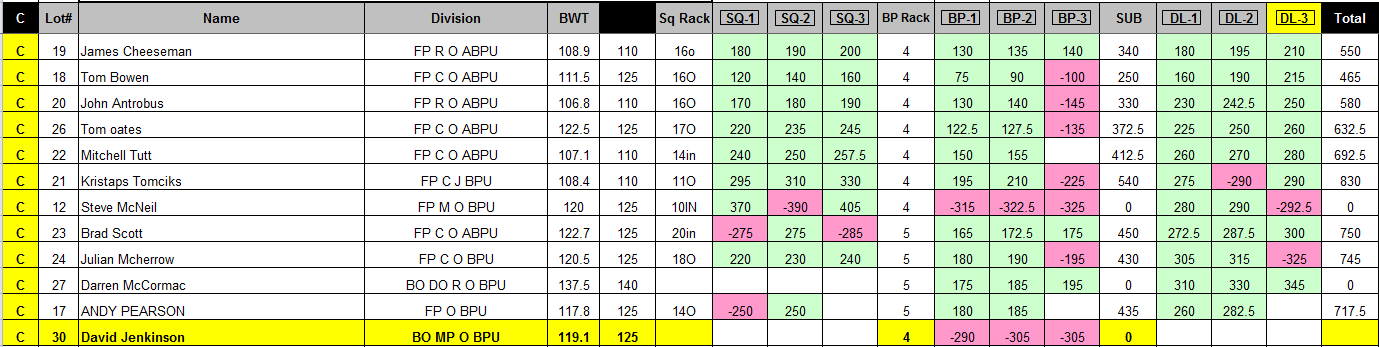 C Lot# Name Division BWT Sq Rack SQ-1 SQ-2 SQ-3 BP Rack BP-1 BP-2 BP-3 SUB DL-1 DL-2 DL-3 Total
C 19 James Cheeseman FP R O ABPU 108.9 110 16o 180 190 200 4 130 135 140 340 180 195 210 550
C 18 Tom Bowen FP C O ABPU 111.5 125 16O 120 140 160 4 75 90 -100 250 160 190 215 465
C 20 John Antrobus FP R O ABPU 106.8 110 16O 170 180 190 4 130 140 -145 330 230 242.5 250 580
C 26 Tom oates FP C O ABPU 122.5 125 17O 220 235 245 4 122.5 127.5 -135 372.5 225 250 260 632.5
C 22 Mitchell Tutt FP C O ABPU 107.1 110 14in 240 250 257.5 4 150 155 412.5 260 270 280 692.5
C 21 Kristaps Tomciks FP C J BPU 108.4 110 11O 295 310 330 4 195 210 -225 540 275 -290 290 830
C 12 Steve McNeil FP M O BPU 120 125 10IN 370 -390 405 4 -315 -322.5 -325 0 280 290 -292.5 0
C 23 Brad Scott FP C O ABPU 122.7 125 20in -275 275 -285 5 165 172.5 175 450 272.5 287.5 300 750
C 24 Julian Mcherrow FP C O BPU 120.5 125 18O 220 230 240 5 180 190 -195 430 305 315 -325 745
C 27 Darren McCormac BO DO R O BPU 137.5 140 5 175 185 195 0 310 330 345 0
C 17 ANDY PEARSON FP O BPU 117.8 125 14O -250 250 5 180 185 435 260 282.5 717.5
C 30 David Jenkinson BO MP O BPU 119.1 125 4 -290 -305 -305 0